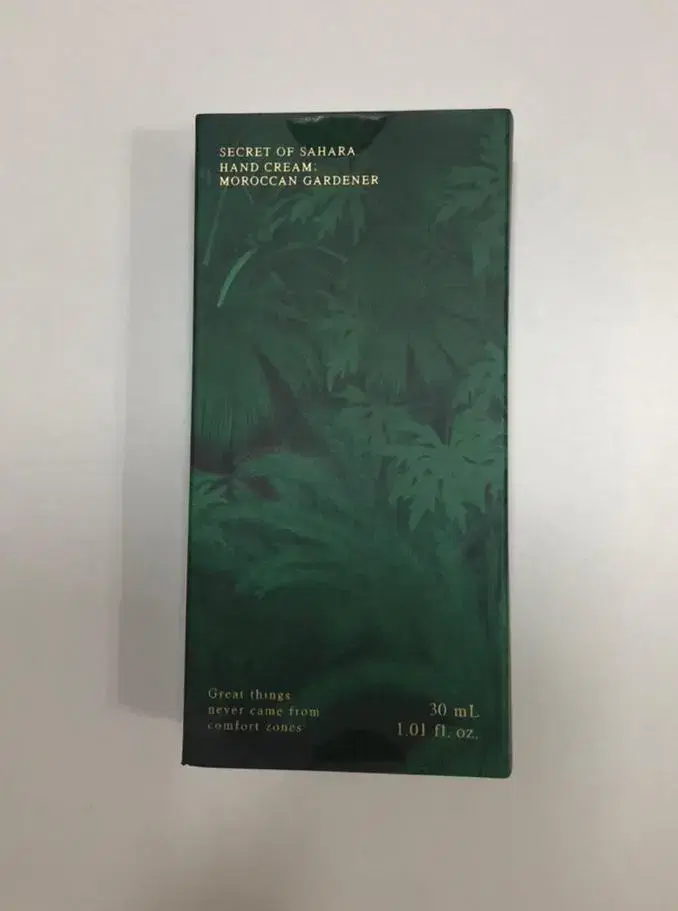 SECRET OF SAHARA
HAND CREAM:
MOROCCAN GARDENER
Great things
never came from
comfort zones
30 mL
1.01 fl. oz.